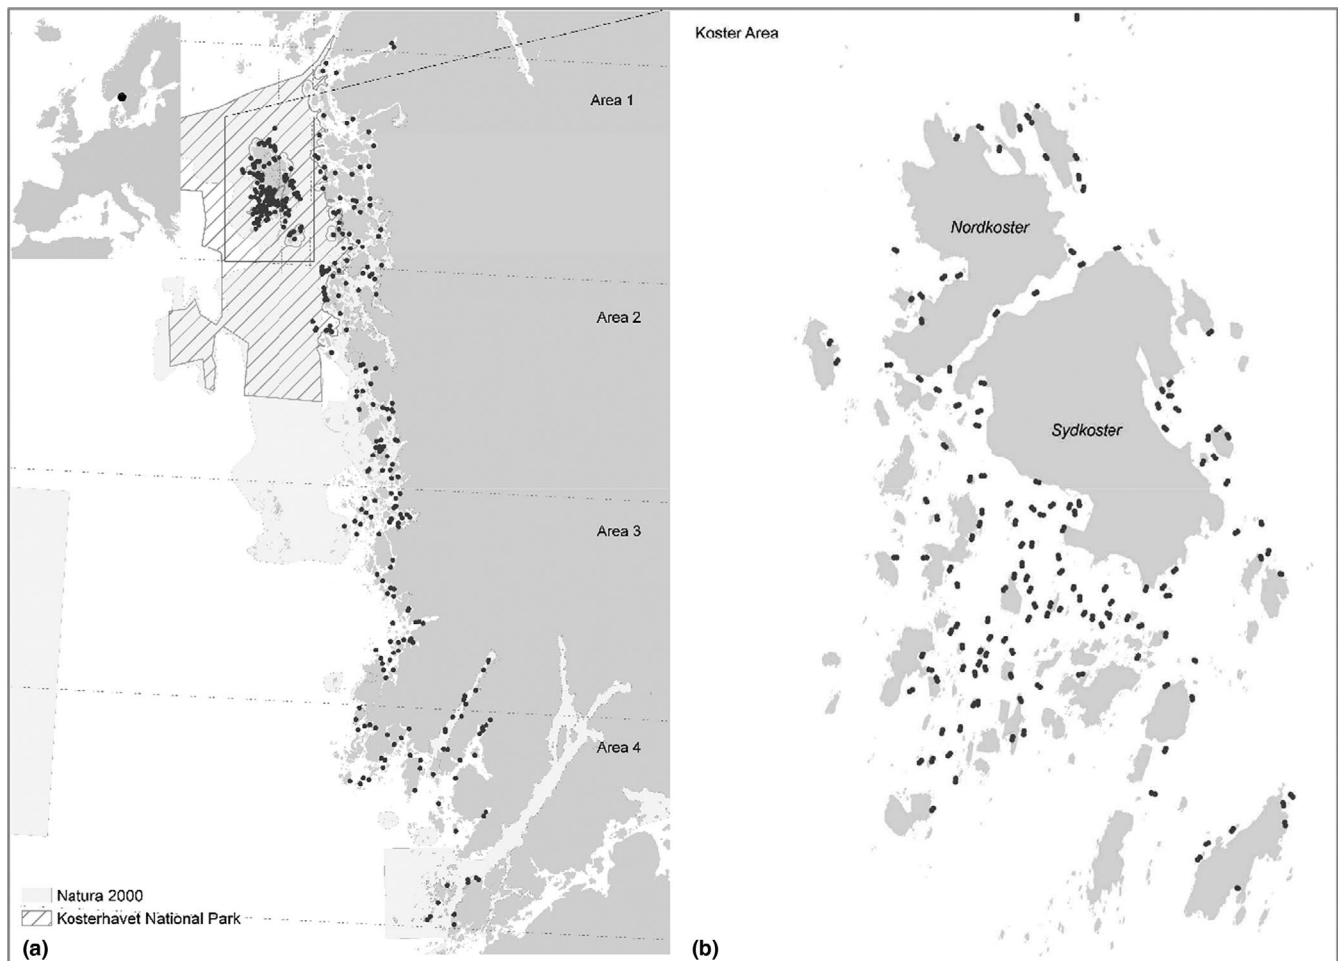 Area 1
Area 2
Area 3
Area 4
Natura 2000
Kosterhavet National Park
(a)
Koster Area
Nordkoster
Sydkoster
(b)